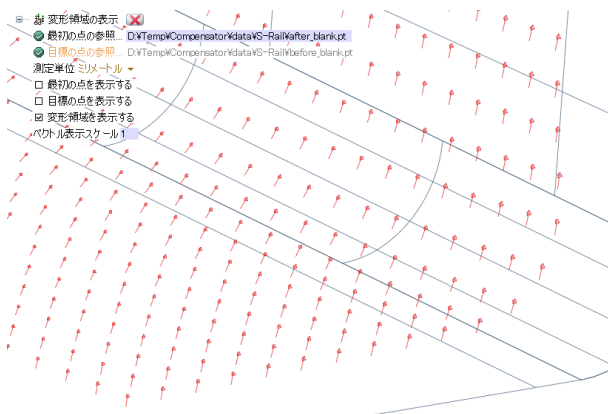 変形領域の表示
最初の点の参照... D:¥Temp¥Compensator¥data¥S-Rail¥after_blank.pt
目標の点の参照... D:¥Temp¥Compensator¥data¥S-Rail¥before_blank.pt
測定単位 ミリメートル
最初の点を表示する
目標の点を表示する
変形領域を表示する
ベクトル表示スケール 1